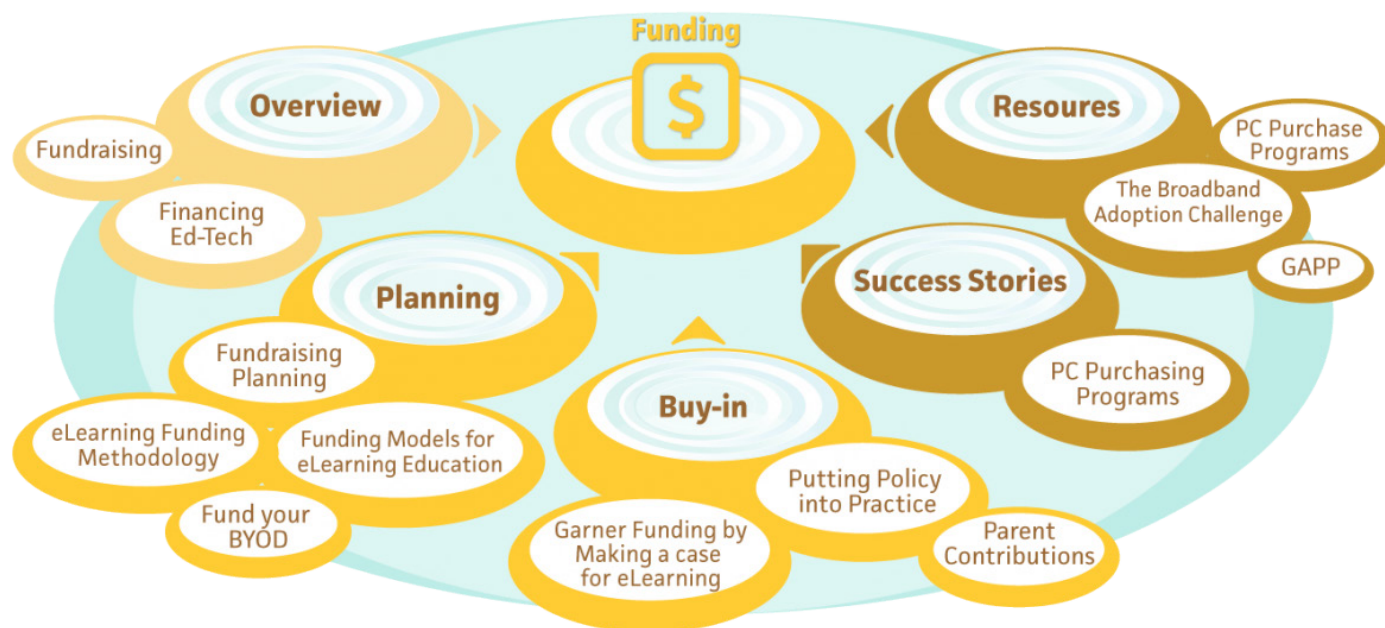 Funding
$
Overview
Fundraising
Financing
Ed-Tech
Planning
Fundraising
Planning
eLearning Funding
Methodology
Funding Models for
eLearning Education
Fund your
BYOD
Buy-in
Putting Policy
into Practice
Garner Funding by
Making a case
for eLearning
Parent
Contributions
Success Stories
PC Purchasing
Programs
Resoures
PC Purchase
Programs
The Broadband
Adoption Challenge
GAPP